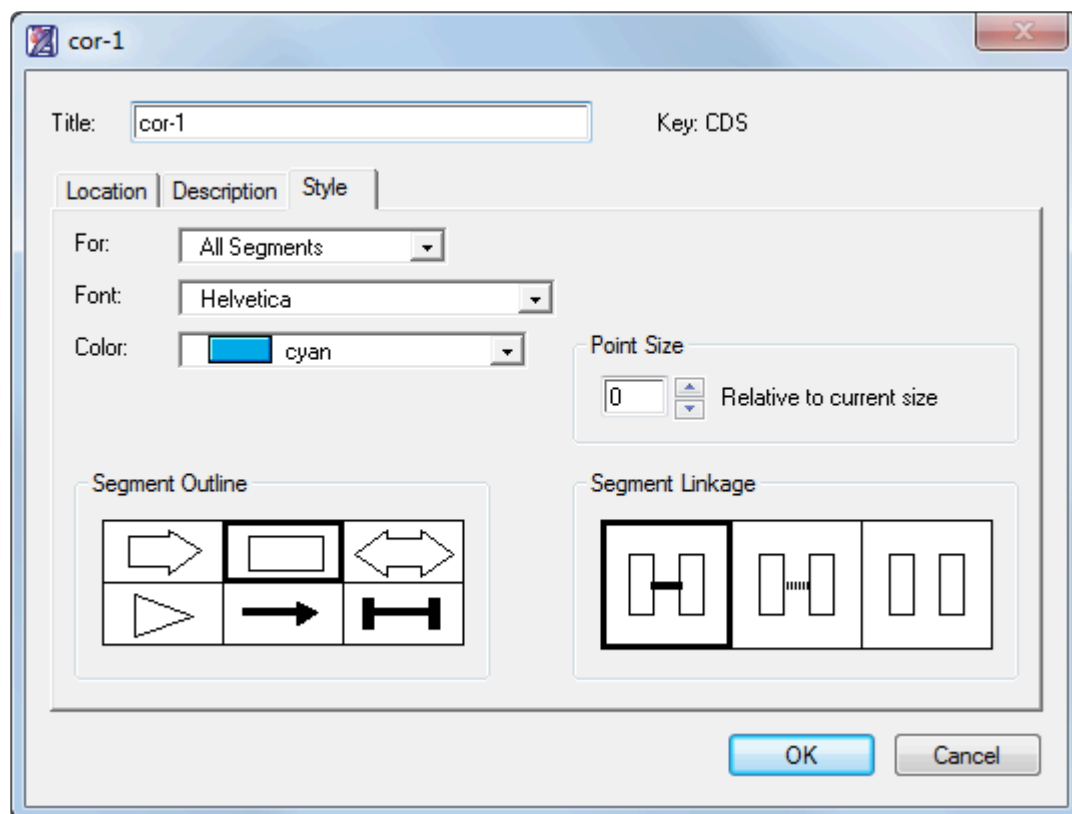 cor-1
Title: cor-1 Key: CDS
Location Description Style
For: All Segments
Font: Helvetica
Color: cyan
Point Size
0 Relative to current size
Segment Outline Segment Linkage
OK Cancel